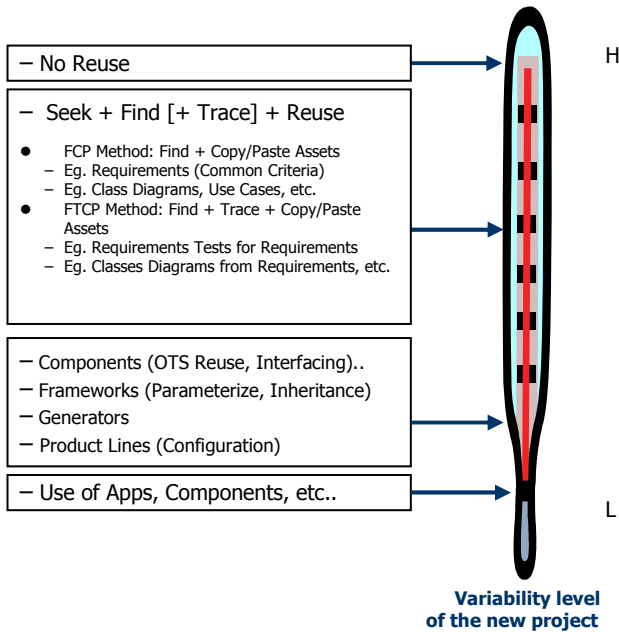 – No Reuse
H
– Seek + Find [+ Trace] + Reuse
● FCP Method: Find + Copy/Paste Assets
– Eg. Requirements (Common Criteria)
– Eg. Class Diagrams, Use Cases, etc.
● FTCP Method: Find + Trace + Copy/Paste
Assets
– Eg. Requirements Tests for Requirements
– Eg. Classes Diagrams from Requirements, etc.
– Components (OTS Reuse, Interfacing)..
– Frameworks (Parameterize, Inheritance)
– Generators
– Product Lines (Configuration)
– Use of Apps, Components, etc..
L
Variability level
of the new project